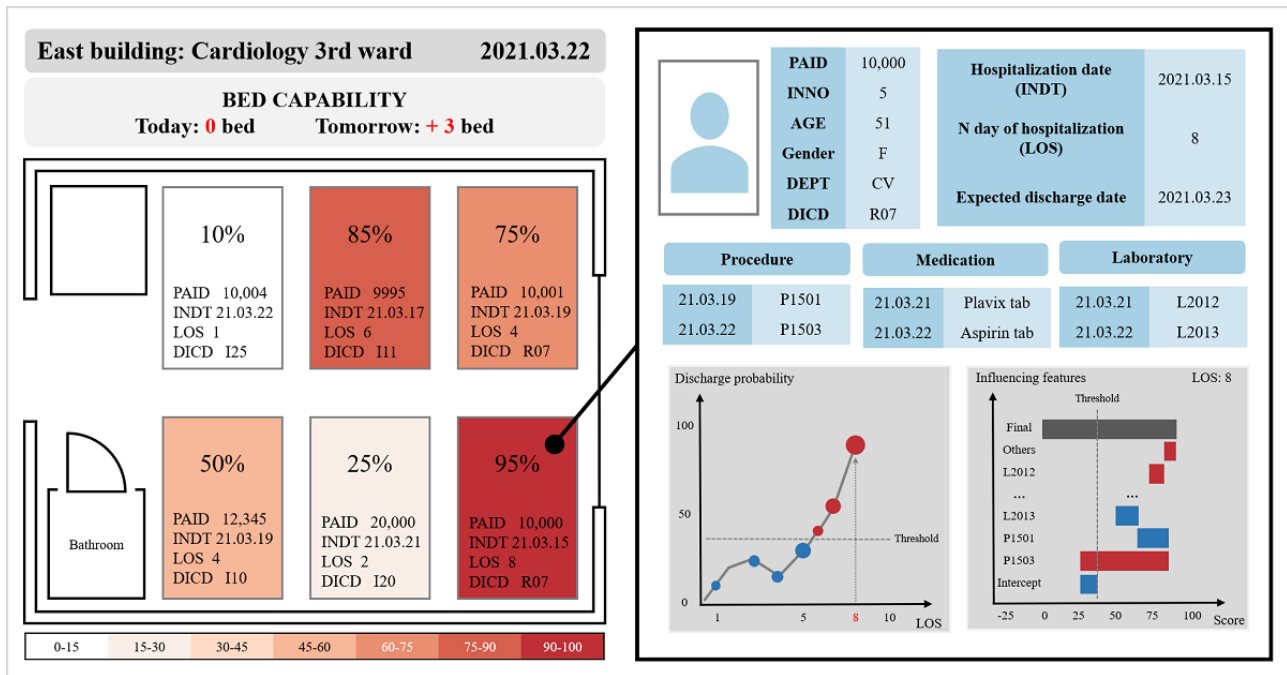 East building: Cardiology 3rd ward 2021.03.22
BED CAPABILITY
Today: 0 bed Tomorrow: + 3 bed
10%
PAID 10,004
INDT 21.03.22
LOS 1
DICD I25
85%
PAID 9995
INDT 21.03.17
LOS 6
DICD I11
75%
PAID 10,001
INDT 21.03.19
LOS 4
DICD R07
Bathroom
50%
PAID 12,345
INDT 21.03.19
LOS 4
DICD I10
25%
PAID 20,000
INDT 21.03.21
LOS 2
DICD I20
95%
PAID 10,000
INDT 21.03.15
LOS 8
DICD R07
0-15 15-30 30-45 45-60 60-75 75-90 90-100
PAID 10,000
INNO 5
AGE 51
Gender F
DEPT CV
DICD R07
Hospitalization date
(INDT)
2021.03.15
N day of hospitalization
(LOS)
8
Expected discharge date 2021.03.23
Procedure
21.03.19 P1501
21.03.22 P1503
Medication
21.03.21 Plavix tab
21.03.22 Aspirin tab
Laboratory
21.03.21 L2012
21.03.22 L2013
Discharge probability
100
50
0
Threshold
1 5 8 10 LOS
Influencing features LOS: 8
Threshold
Final
Others
L2012
... ...
L2013
P1501
P1503
Intercept
-25 0 25 50 75 100 Score